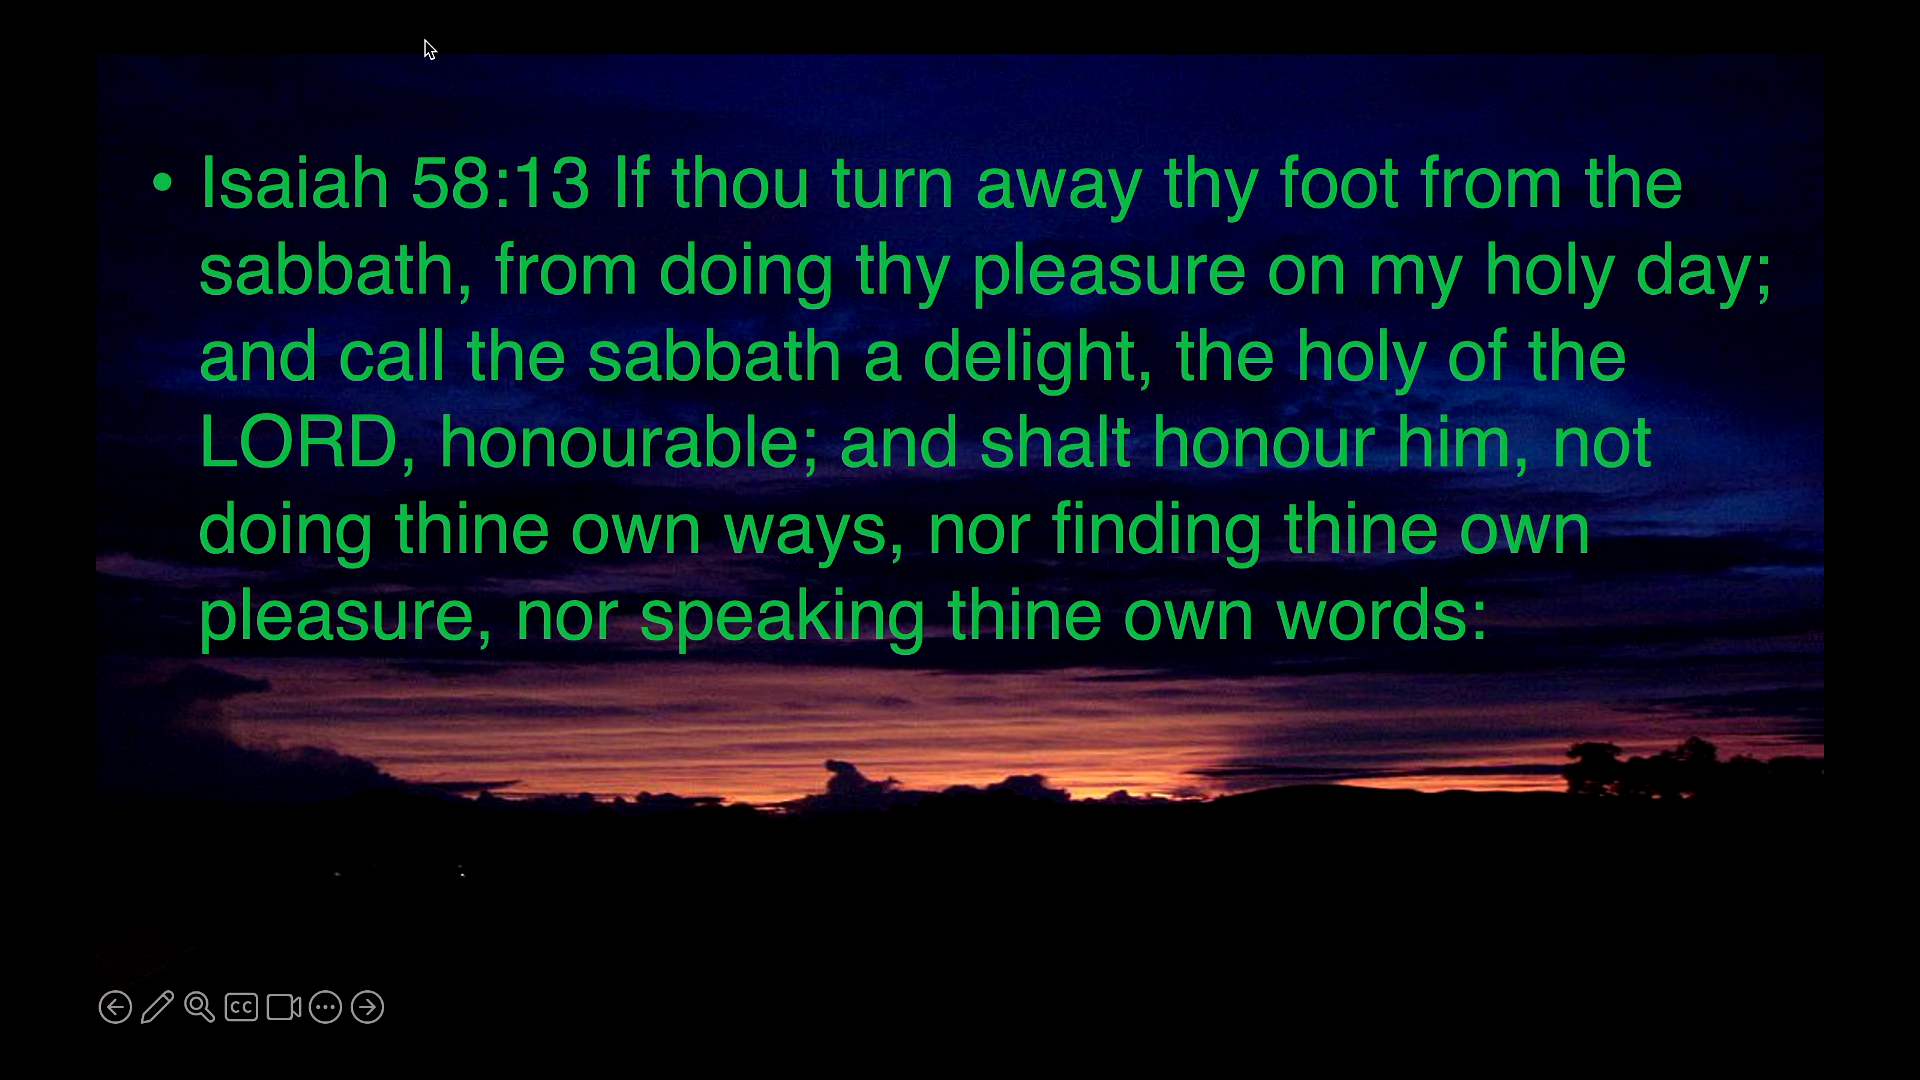 • Isaiah 58:13 If thou turn away thy foot from the
sabbath, from doing thy pleasure on my holy day;
and call the sabbath a delight, the holy of the
LORD, honourable; and shalt honour him, not
doing thine own ways, nor finding thine own
pleasure, nor speaking thine own words:
CC